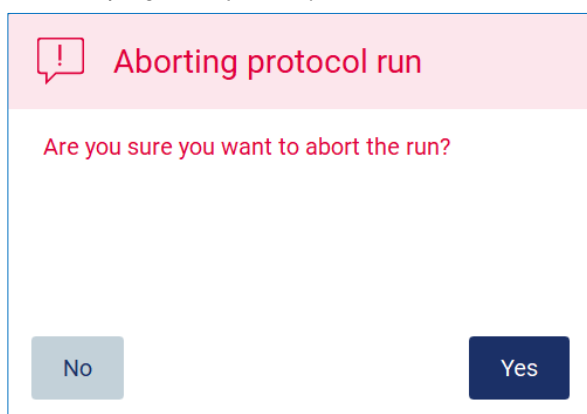 Aborting protocol run
Are you sure you want to abort the run?
No
Yes